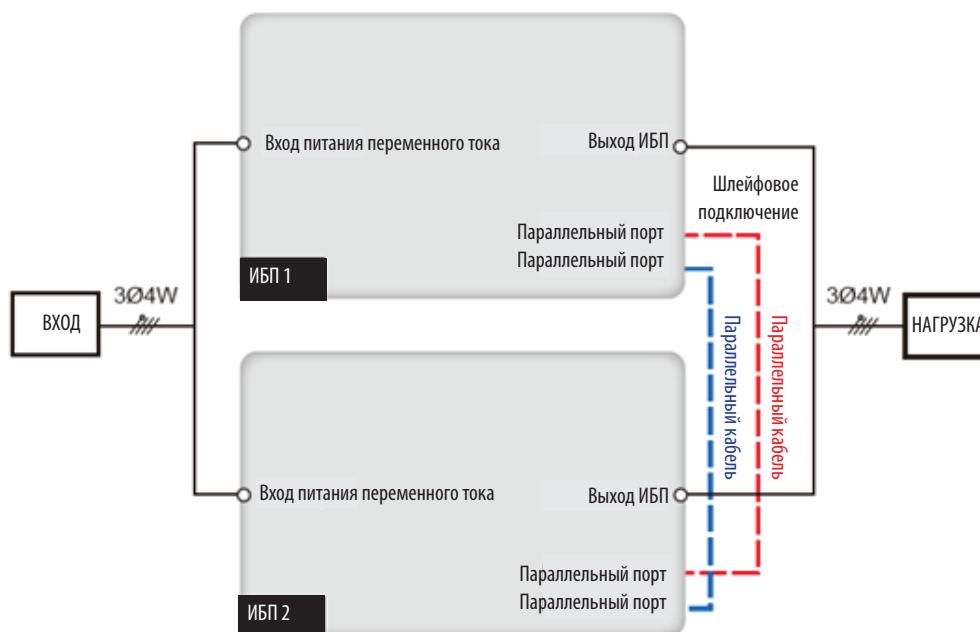 Вход питания переменного тока
Выход ИБП
Шлейфовое
подключение
Параллельный порт
Параллельный порт
ИБП 1
3Ø4W
ВХОД
3Ø4W
НАГРУЗКА
Параллельный кабель
Параллельный кабель
Вход питания переменного тока
Выход ИБП
Параллельный порт
Параллельный порт
ИБП 2